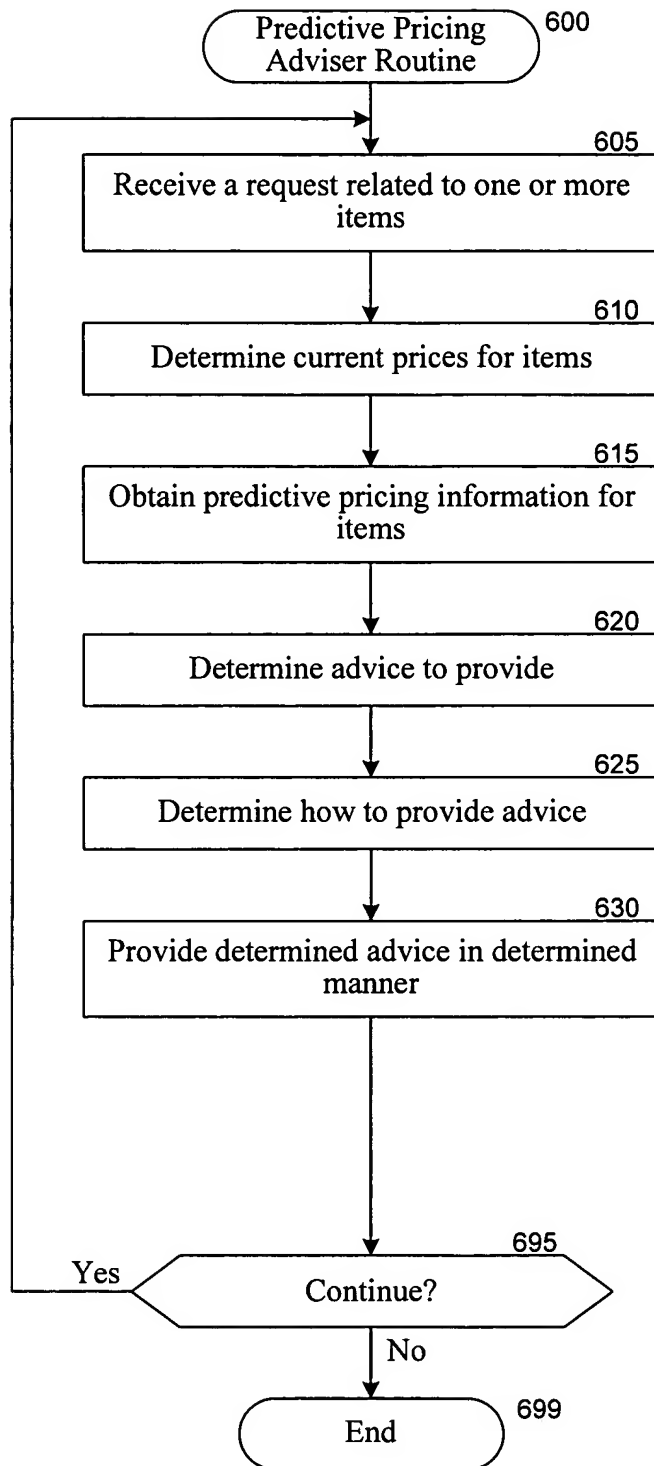 Predictive Pricing
Adviser Routine
600
605
Receive a request related to one or more
items
610
Determine current prices for items
615
Obtain predictive pricing information for
items
620
Determine advice to provide
625
Determine how to provide advice
630
Provide determined advice in determined
manner
695
Yes
Continue?
No
End
699